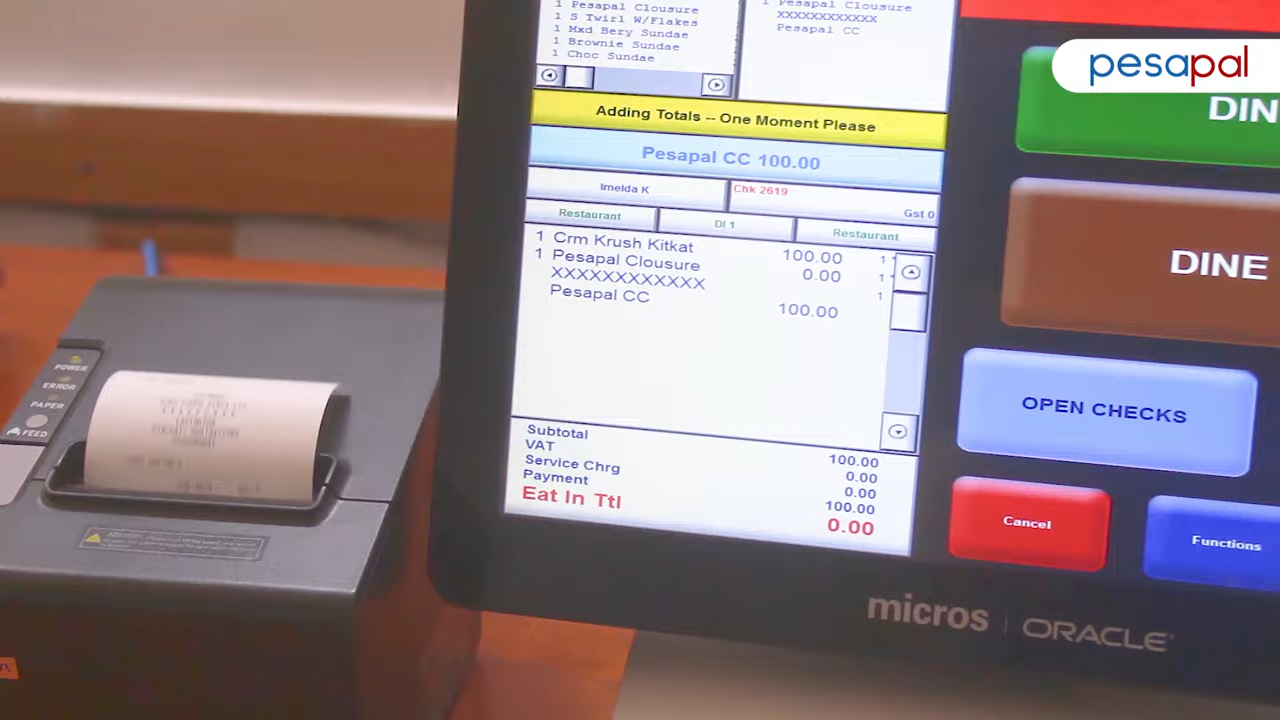 1 Pesapal Clousure
1 S Twirl W/Flakes
1 Mxd Bery Sundae
1 Brownie Sundae
1 Choc Sundae
1 Pesapal Clousure
XXXXXXXXXXXX
Pesapal CC
pesapal
DIN
Adding Totals -- One Moment Please
Pesapal CC 100.00
Imelda K
Chk 2619
Gst 0
Restaurant
DI 1
Restaurant
1 Crm Krush Kitkat 100.00 1
1 Pesapal Clousure 0.00 1
XXXXXXXXXXXX 1
Pesapal CC 100.00
DINE
OPEN CHECKS
Subtotal 100.00
VAT 0.00
Service Chrg 0.00
Payment 100.00
Eat In Ttl 0.00
Cancel
Functions
micros | ORACLE
POWER
ERROR
PAPER
FEED